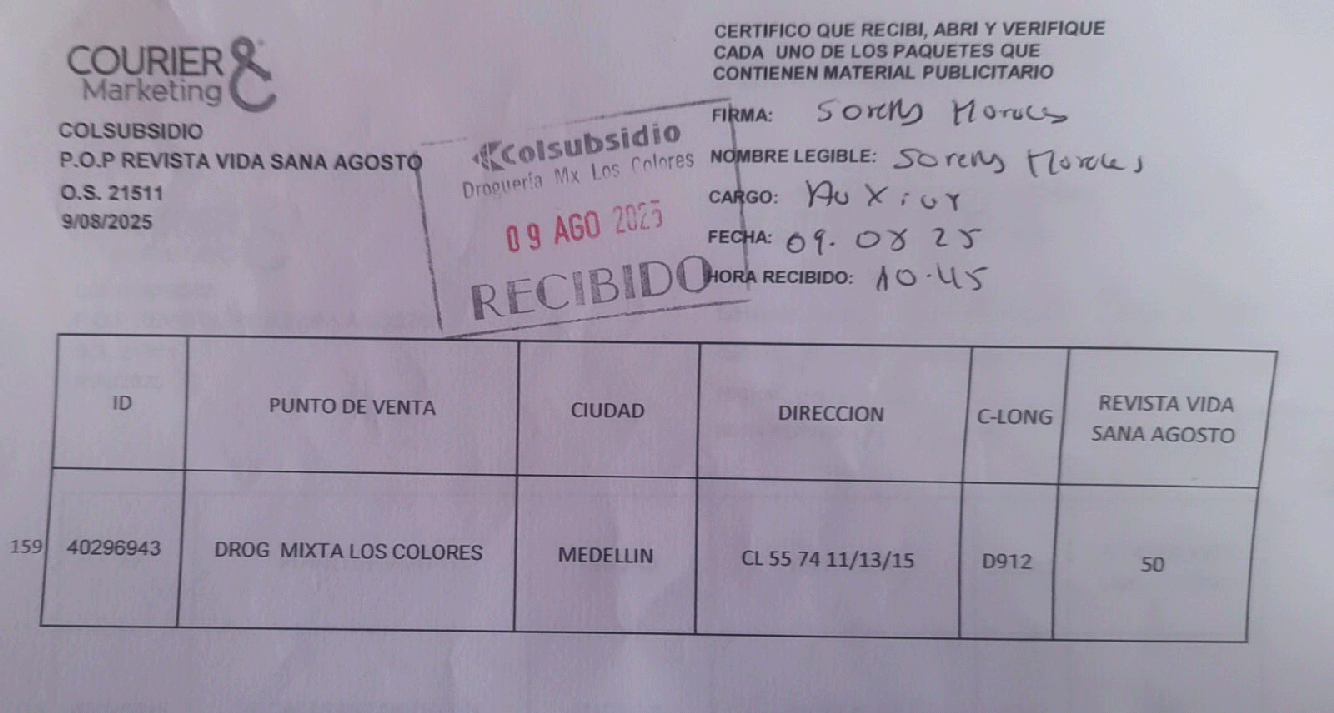 COURIER &
Marketing
COLSUBSIDIO
P.O.P REVISTA VIDA SANA AGOSTO
O.S. 21511
9/08/2025
Colsubsidio
Droguería Mx Los Colores
09 AGO 2025
RECIBIDO
CERTIFICO QUE RECIBI, ABRI Y VERIFIQUE
CADA UNO DE LOS PAQUETES QUE
CONTIENEN MATERIAL PUBLICITARIO
FIRMA: Morales
NOMBRE LEGIBLE: Morales
CARGO:
FECHA: 09. 08 25
HORA RECIBIDO: 10.45
ID PUNTO DE VENTA CIUDAD DIRECCION C-LONG REVISTA VIDA
SANA AGOSTO
159 40296943 DROG MIXTA LOS COLORES MEDELLIN CL 55 74 11/13/15 D912 50